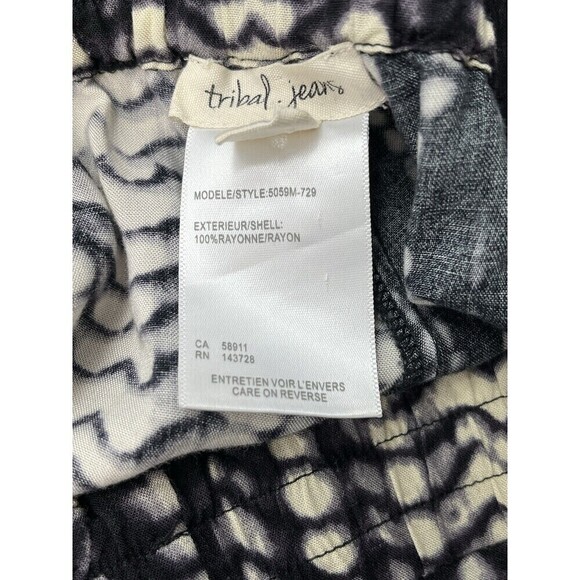 tribal. jeans
MODELE/STYLE:5059M-729
EXTERIEUR/SHELL:
100%RAYONNE/RAYON
CA 58911
RN 143728
ENTRETIEN VOIR L'ENVERS
CARE ON REVERSE